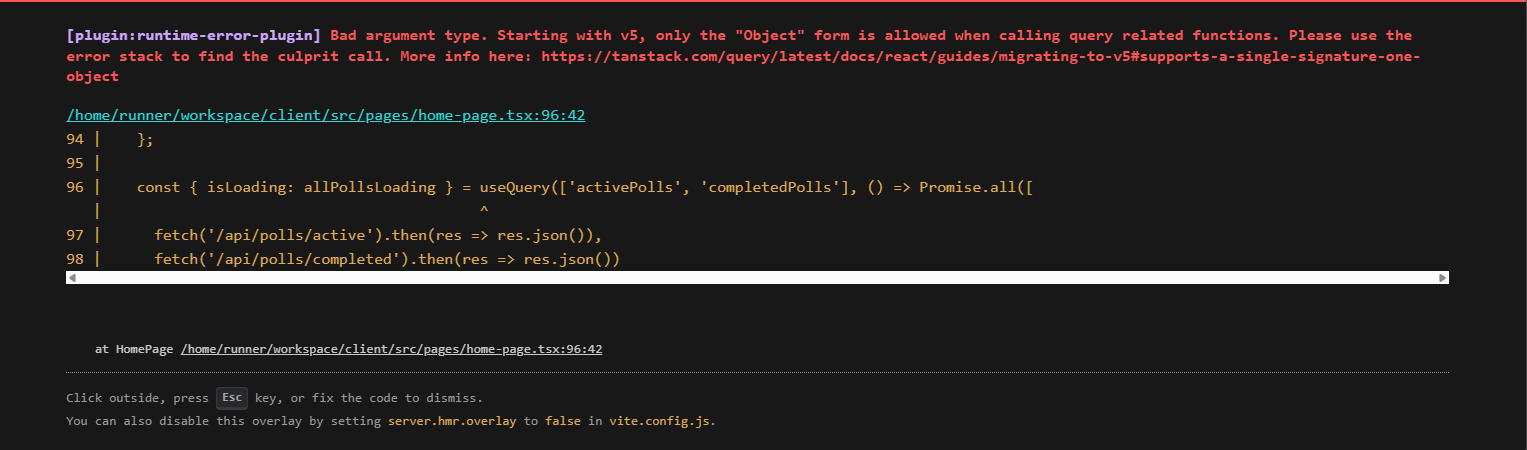 [plugin:runtime-error-plugin] Bad argument type. Starting with v5, only the "Object" form is allowed when calling query related functions. Please use the
error stack to find the culprit call. More info here: https://tanstack.com/query/latest/docs/react/guides/migrating-to-v5#supports-a-single-signature-one-
object
/home/runner/workspace/client/src/pages/home-page.tsx:96:42
94 |    };
95 |
96 |    const { isLoading: allPollsLoading } = useQuery(['activePolls', 'completedPolls'], () => Promise.all([
   |                                           ^
97 |      fetch('/api/polls/active').then(res => res.json()),
98 |      fetch('/api/polls/completed').then(res => res.json())
at HomePage /home/runner/workspace/client/src/pages/home-page.tsx:96:42
Click outside, press Esc key, or fix the code to dismiss.
You can also disable this overlay by setting server.hmr.overlay to false in vite.config.js.